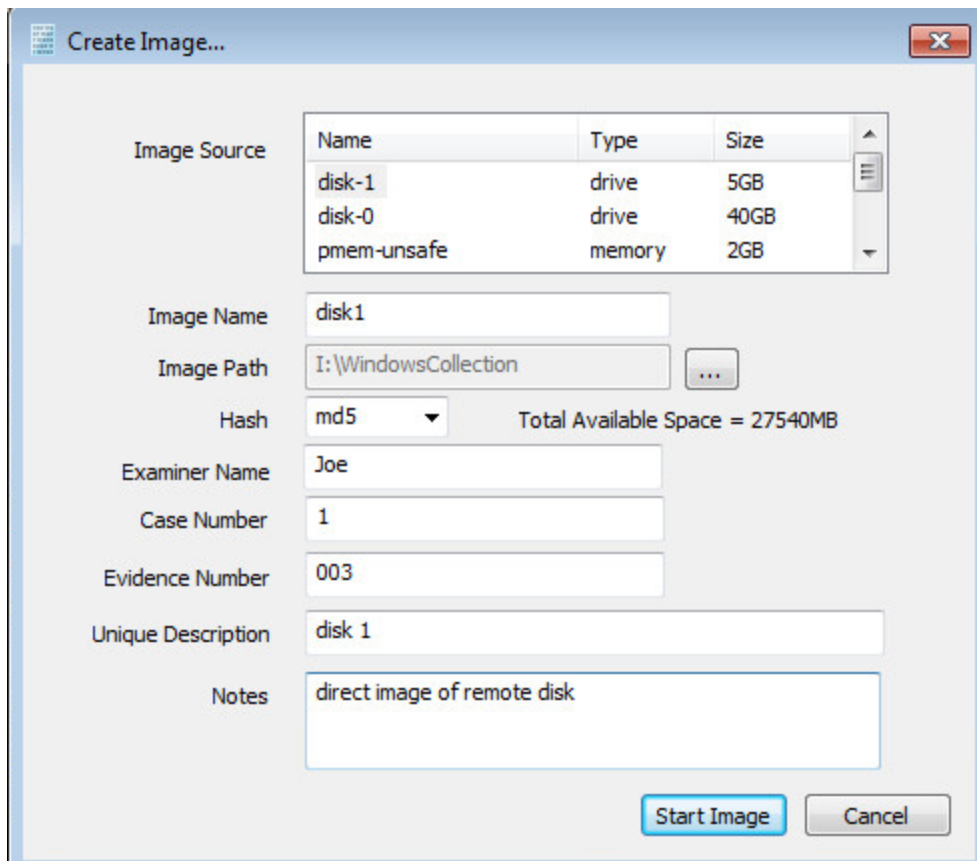 Create Image...
Image Source
Name Type Size
disk-1 drive 5GB
disk-0 drive 40GB
pmem-unsafe memory 2GB
Image Name disk1
Image Path I:\WindowsCollection ...
Hash md5 Total Available Space = 27540MB
Examiner Name Joe
Case Number 1
Evidence Number 003
Unique Description disk 1
Notes direct image of remote disk
Start Image Cancel